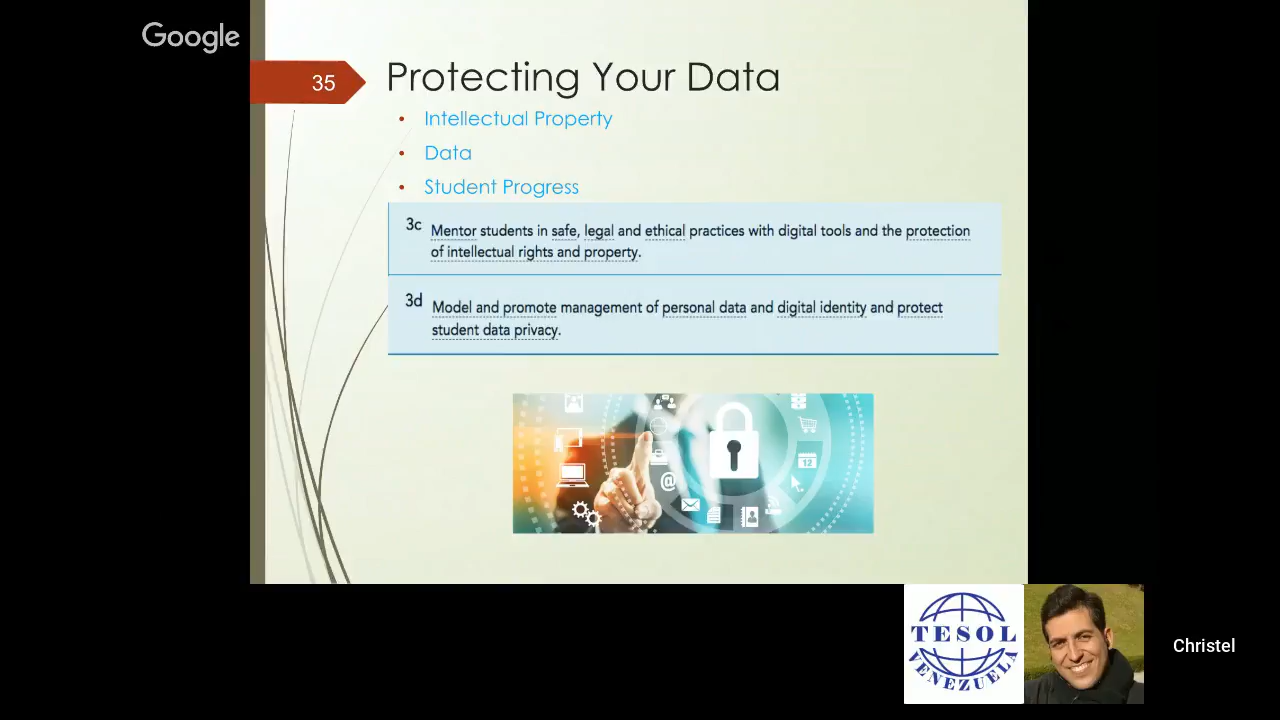 Google
35
Protecting Your Data
• Intellectual Property
• Data
• Student Progress
3c Mentor students in safe, legal and ethical practices with digital tools and the protection
of intellectual rights and property.
3d Model and promote management of personal data and digital identity and protect
student data privacy.
12
@
TESOL
VENEZUELA
Christel